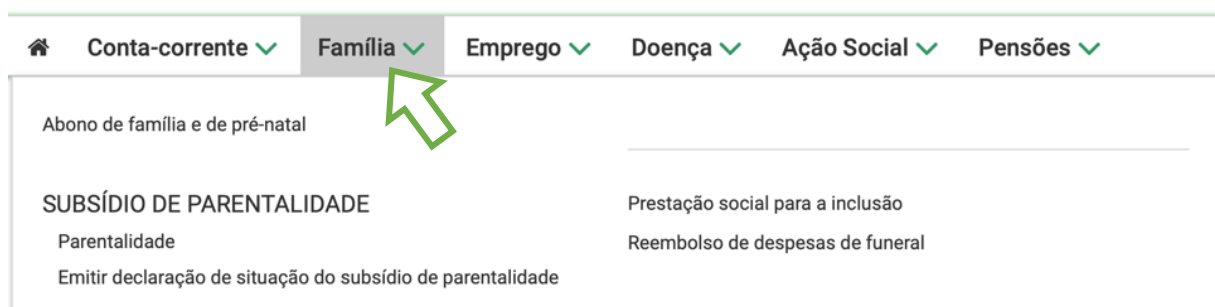 Conta-corrente Família Emprego Doença Ação Social Pensões
Abono de família e de pré-natal
SUBSÍDIO DE PARENTALIDADE
Parentalidade
Emitir declaração de situação do subsídio de parentalidade
Prestação social para a inclusão
Reembolso de despesas de funeral